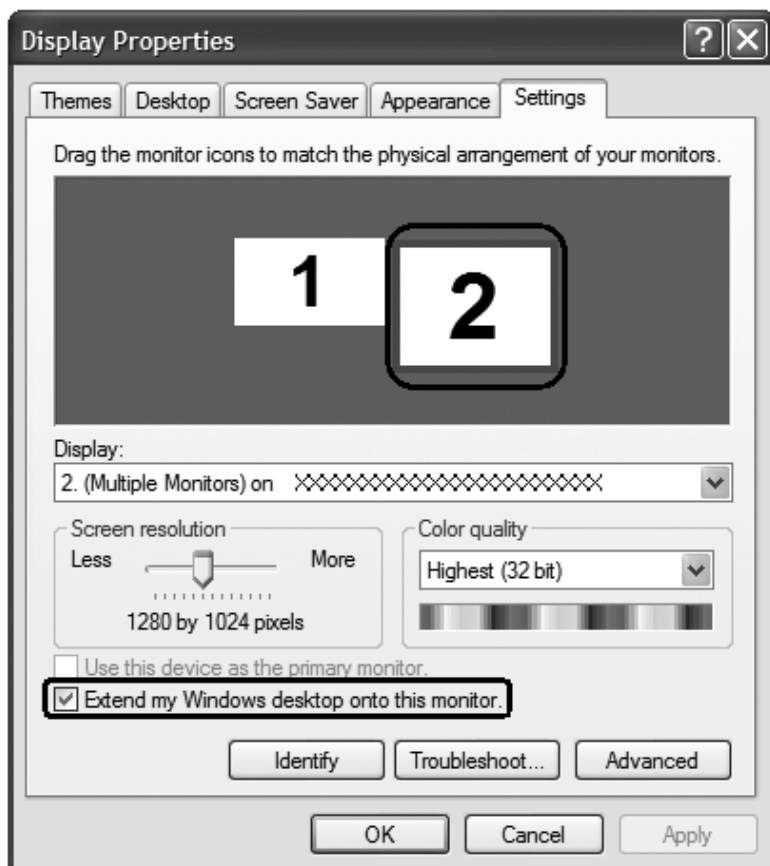 Display Properties
Themes Desktop Screen Saver Appearance Settings
Drag the monitor icons to match the physical arrangement of your monitors.
1 2
Display:
2. (Multiple Monitors) on XXXXXXXXXXXXXXXXXXXXXXXXX
Screen resolution Color quality
Less More Highest (32 bit)
1280 by 1024 pixels
Use this device as the primary monitor.
Extend my Windows desktop onto this monitor.
Identify Troubleshoot... Advanced
OK Cancel Apply